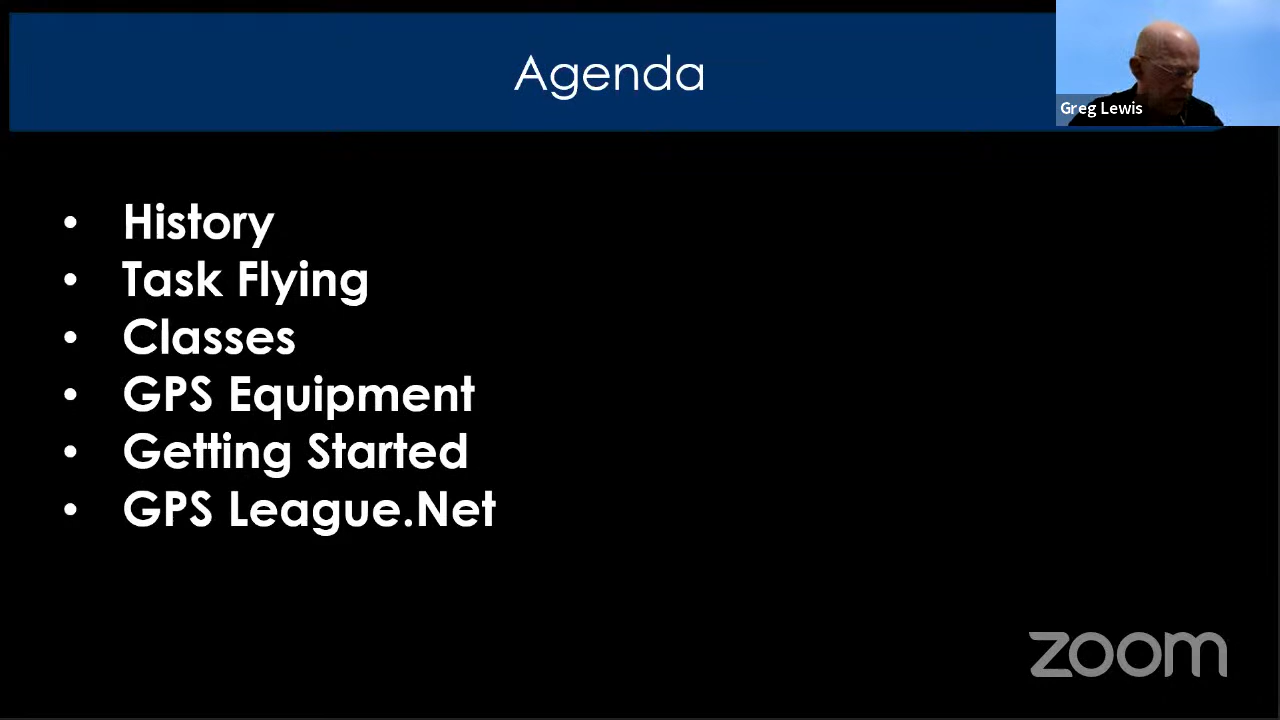 Agenda
Greg Lewis
• History
• Task Flying
• Classes
• GPS Equipment
• Getting Started
• GPS League.Net
zoom